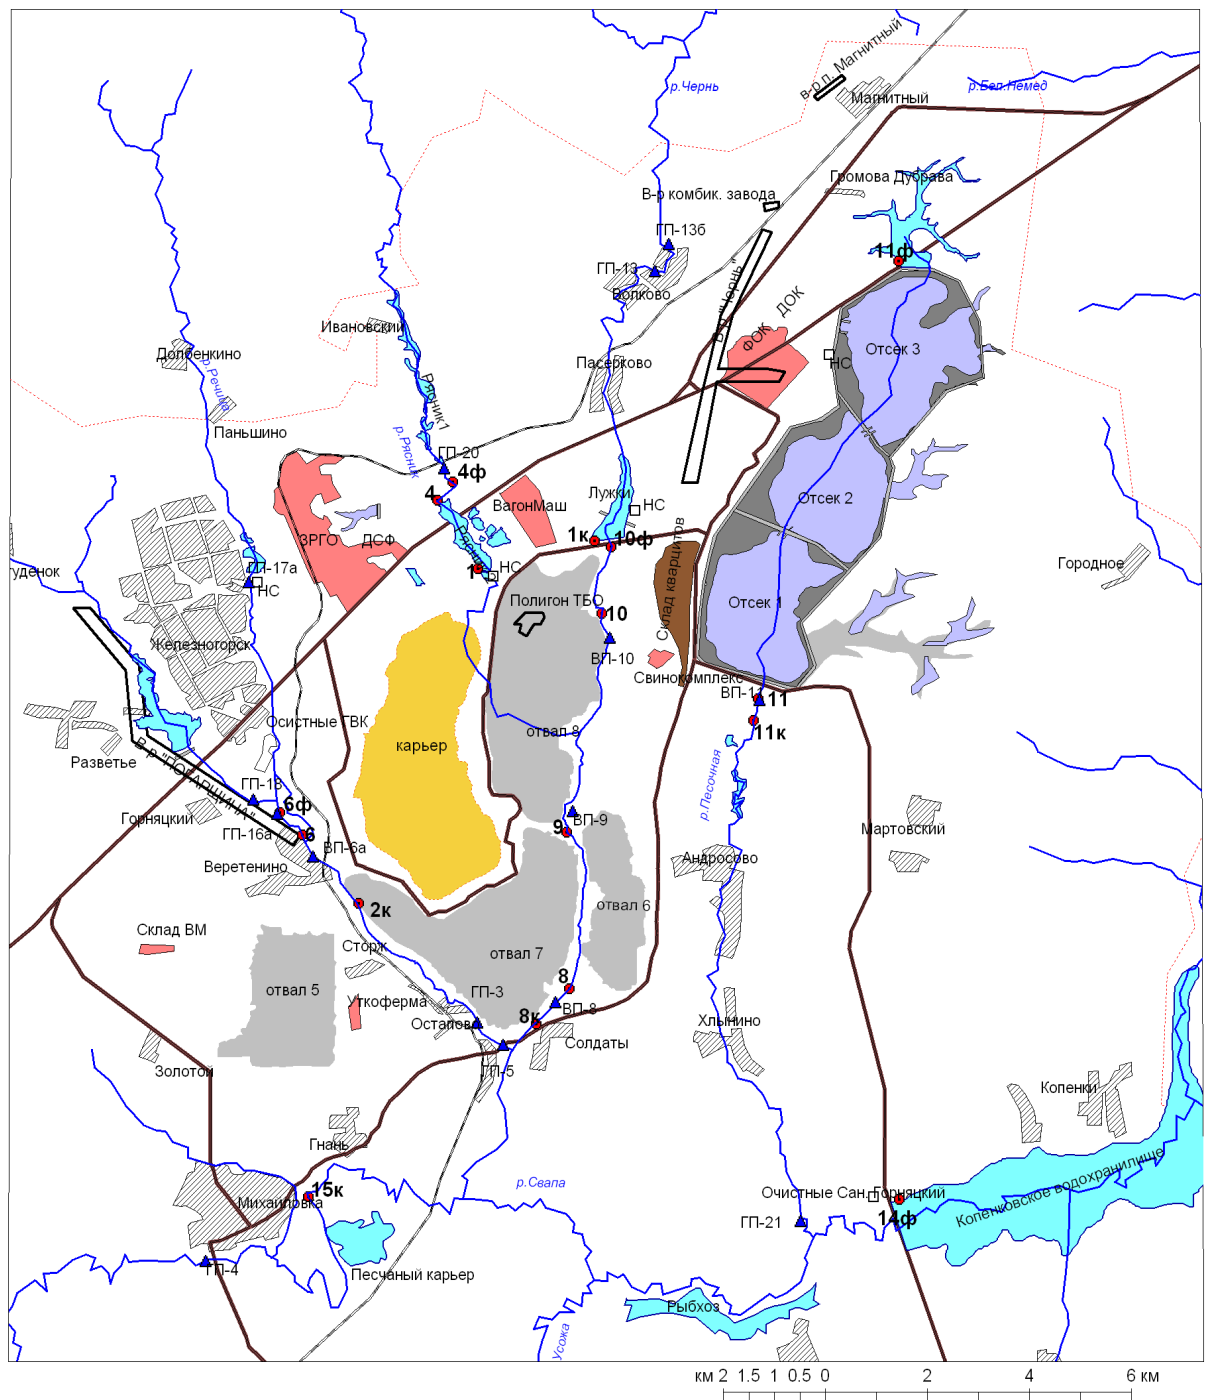 в-р п. Магнитный
р.Чернь
р.Бел.Немед
Магнитный
Громова Дубрава
В-р комбик. завода
ГП-13б
11ф
ГП-13
Волково
В-р "Чернь"
ФОК
ДОК
Ивановский
Отсек 3
НС
Долбенкино
р.Речица
Пасерково
Рясник1
Паньшино
р.Рясник
ГП-20
4ф
4
Лужки
НС
ВагонМаш
Отсек 2
ЗРГО
ДСФ
1к
10ф
Рясник
Склад кварцитов
уденок
ГП-17а
НС
1
НС
Городное
Полигон ТБО
Отсек 1
10
Железногорск
ВП-10
Свинокомплекс
ВП-11
11
Осистные ГВК
11к
отвал 8
карьер
В-р "ПОГАРЩИНА"
Разветье
р.Песочная
ГП-18
6ф
Горняцкий
ГП-16а
6
ВП-9
9
Мартовский
ВП-6а
Веретенино
Андросово
2к
отвал 6
Склад ВМ
Сторж
отвал 7
8
отвал 5
ГП-3
Уткоферма
ВП-8
Остапово
8к
Хлынино
Солдаты
Золотой
ГП-5
Копенки
Гнань
Копенковское водохранилище
р.Свапа
15к
Михайловка
Очистные Сан. Горняцкий
14ф
ГП-21
ГП-4
Песчаный карьер
Рыбхоз
Усожа
км 2 1.5 1 0.5 0 2 4 6 км